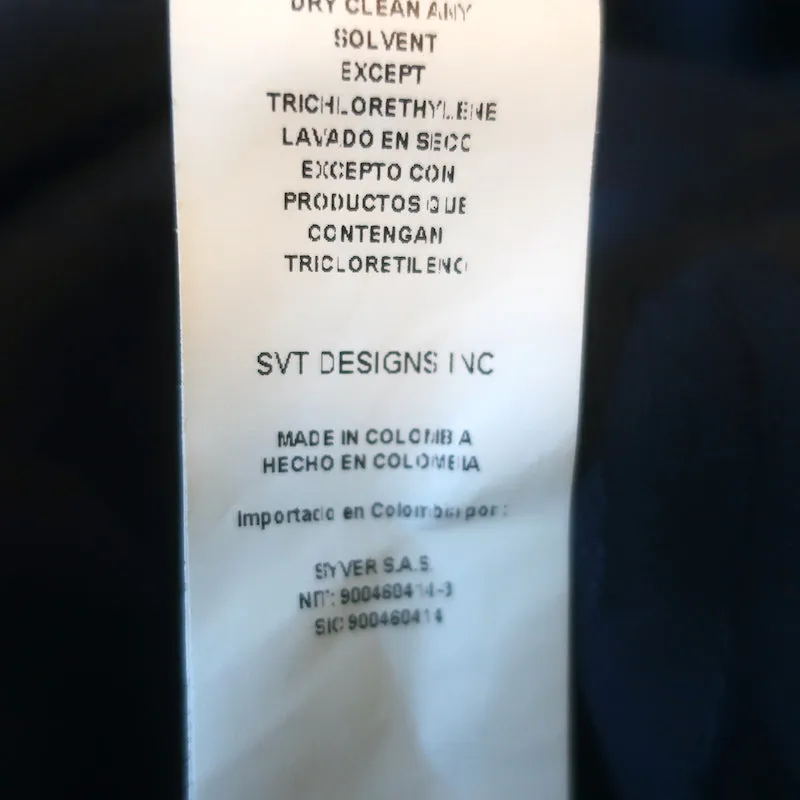 DRY CLEAN ANY
SOLVENT
EXCEPT
TRICHLORETHYLENE
LAVADO EN SECO
EXCEPTO CON
PRODUCTOS QUE
CONTENGAN
TRICLORETILENO
SVT DESIGNS INC
MADE IN COLOMBIA
HECHO EN COLOMBIA
Importado en Colombia por:
SYVER S.A.S.
NIT: 900460414-3
SIC 900460414